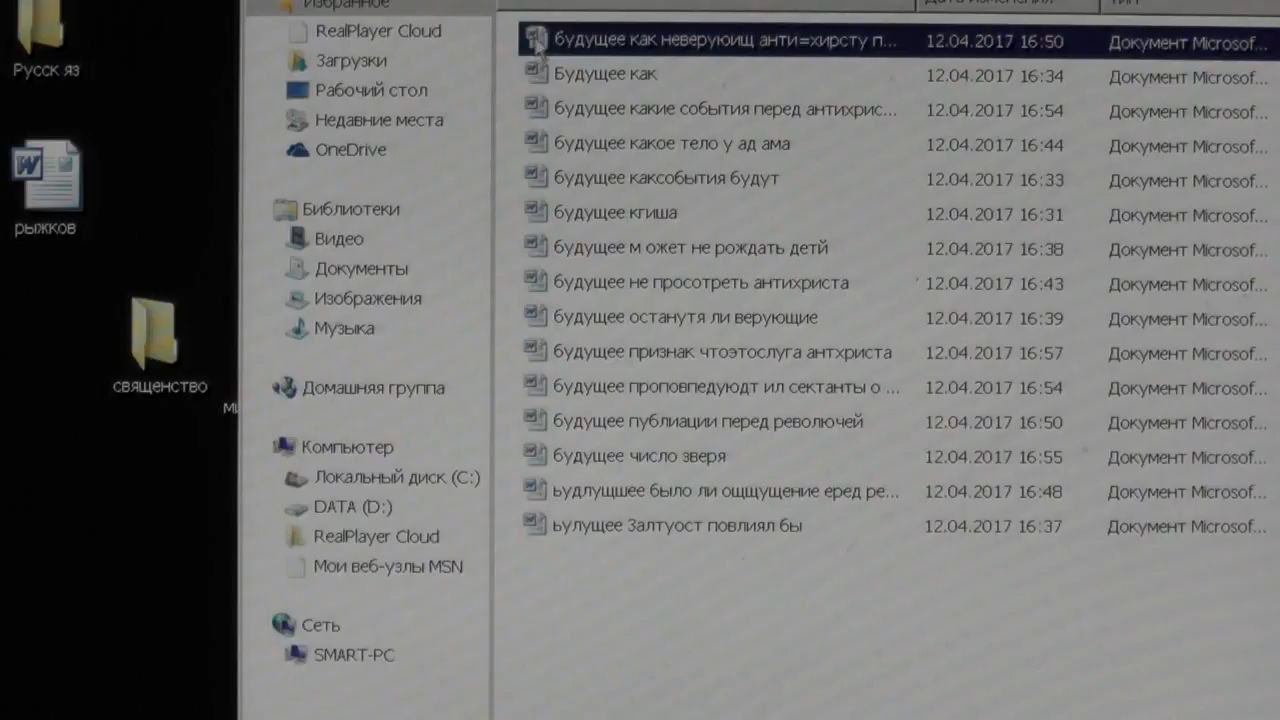 Русск яз
рыжков
священство
Избранное
RealPlayer Cloud
Загрузки
Рабочий стол
Недавние места
OneDrive
Библиотеки
Видео
Документы
Изображения
Музыка
Домашняя группа
Компьютер
Локальный диск (C:)
DATA (D:)
RealPlayer Cloud
Мои веб-узлы MSN
Сеть
SMART-PC
Дата изменения Тип
будущее как неверуюищ анти=хирсту п... 12.04.2017 16:50 Документ Microsof...
Будущее как 12.04.2017 16:34 Документ Microsof...
будущее какие события перед антихрис... 12.04.2017 16:54 Документ Microsof...
будущее какое тело у ад ама 12.04.2017 16:44 Документ Microsof...
будущее каксобытия будут 12.04.2017 16:33 Документ Microsof...
будущее кгиша 12.04.2017 16:31 Документ Microsof...
будущее м ожет не рождать детй 12.04.2017 16:38 Документ Microsof...
будущее не просотреть антихриста 12.04.2017 16:43 Документ Microsof...
будущее останутя ли верующие 12.04.2017 16:39 Документ Microsof...
будущее признак чтоэтослуга антхриста 12.04.2017 16:57 Документ Microsof...
будущее проповпедуюдт ил сектанты о ... 12.04.2017 16:54 Документ Microsof...
будущее публиации перед револючей 12.04.2017 16:50 Документ Microsof...
будущее число зверя 12.04.2017 16:55 Документ Microsof...
ьудлущшее было ли ощщущение еред ре... 12.04.2017 16:48 Документ Microsof...
ьулущее Залтуост повлиял бы 12.04.2017 16:37 Документ Microsof...